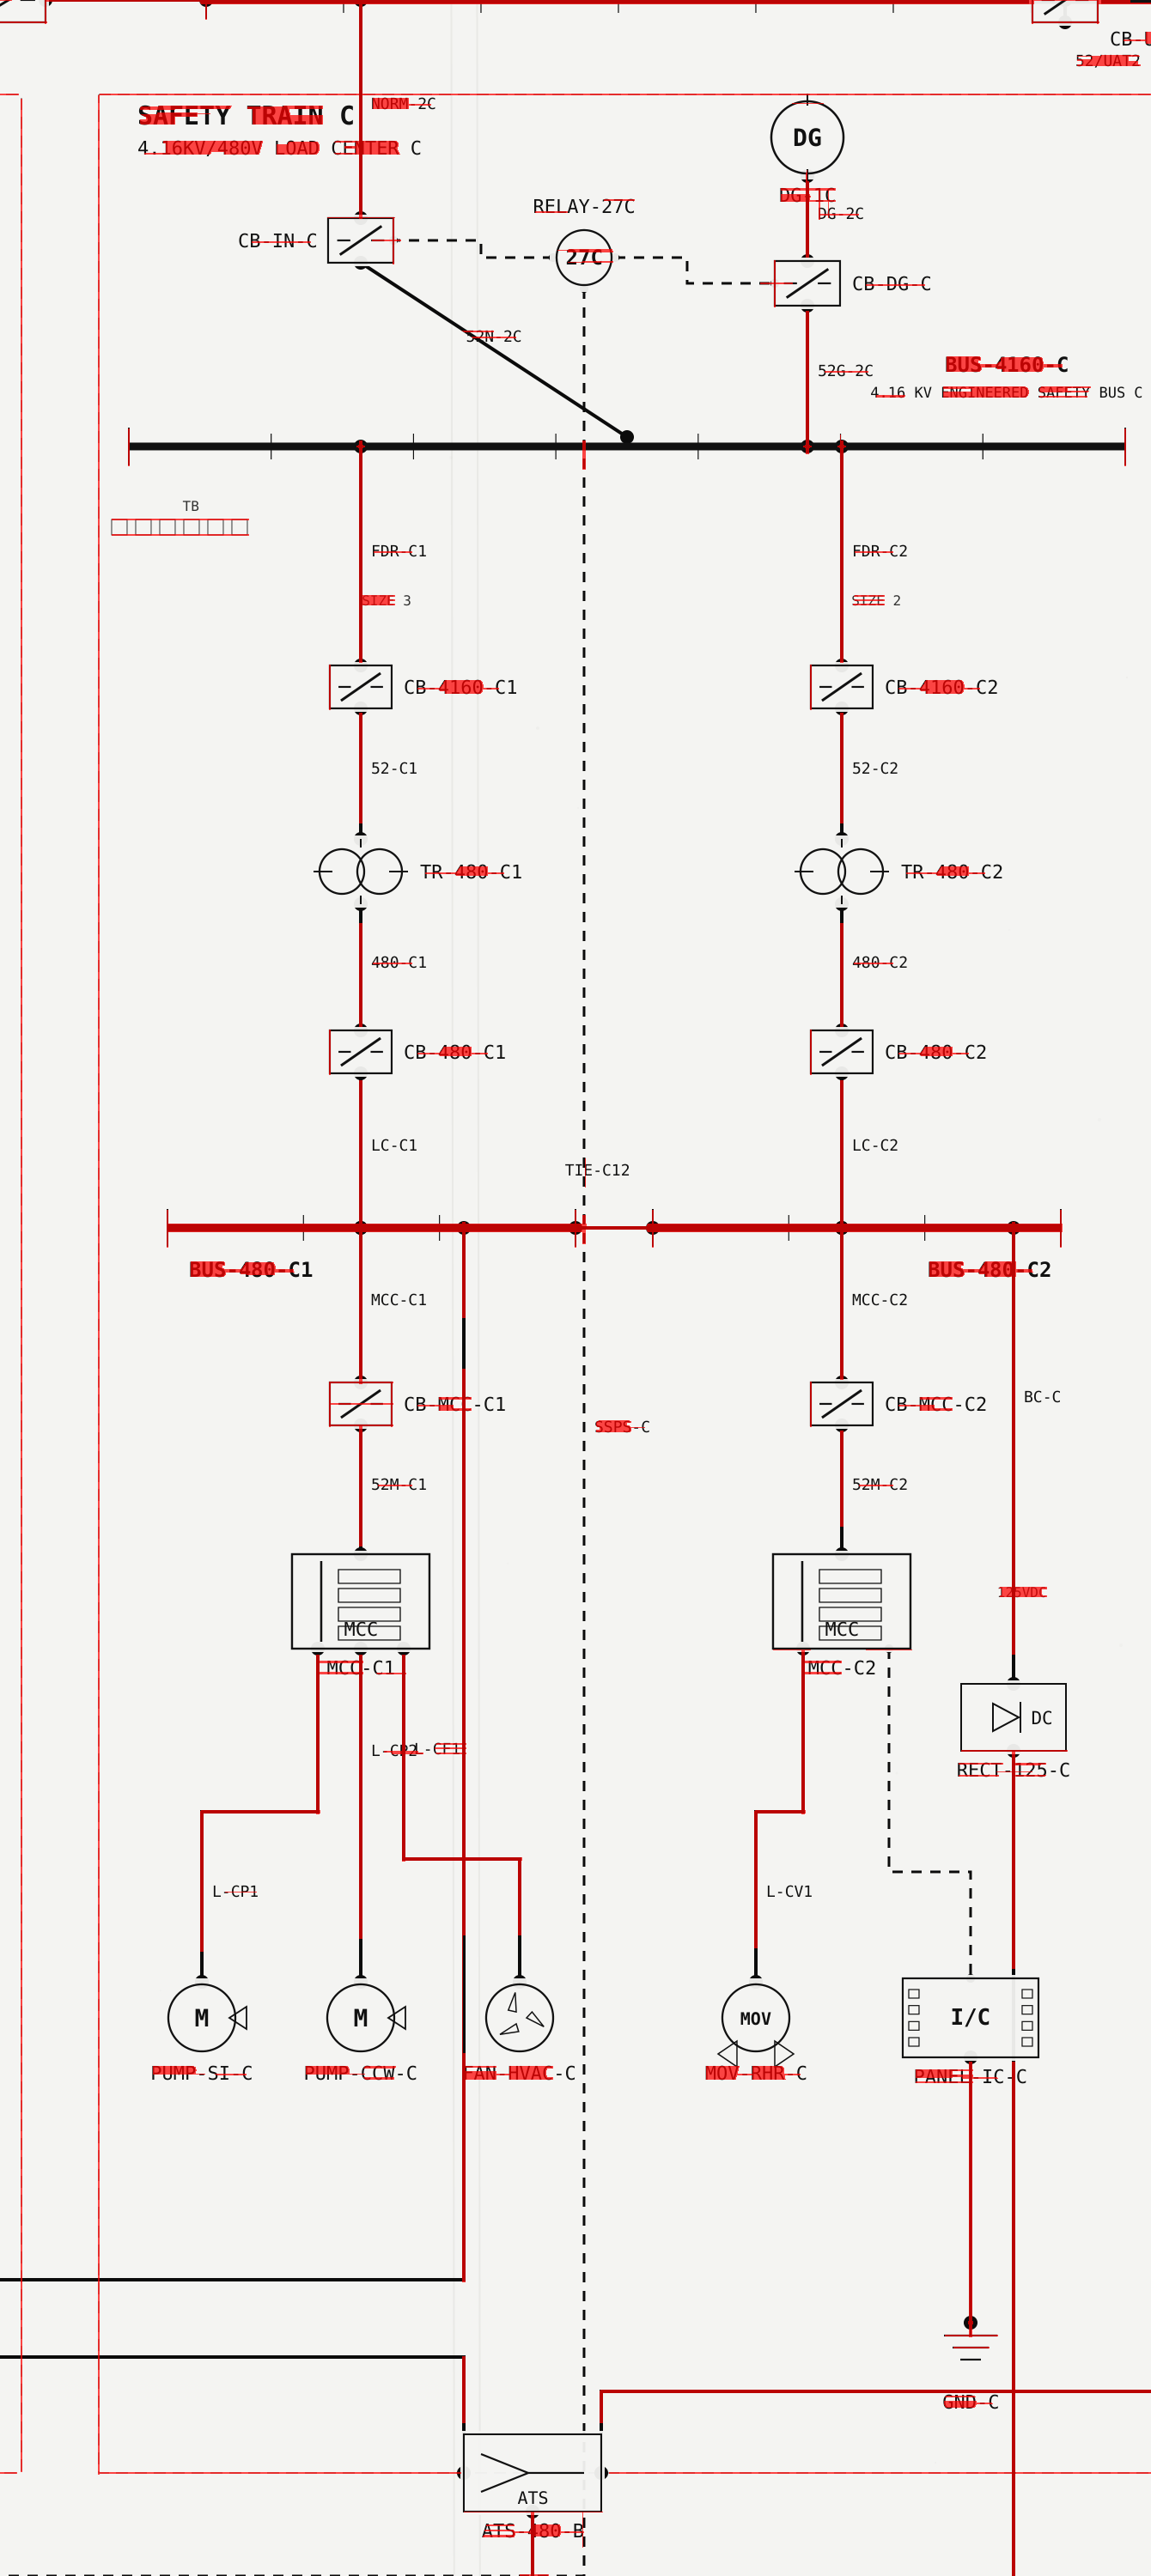 CB-U
52/UAT2
NORM-2C
SAFETY TRAIN C
4.16KV/480V LOAD CENTER C
DG
DG-1C
DG-2C
RELAY-27C
CB-IN-C
27C
CB-DG-C
52N-2C
52G-2C
BUS-4160-C
4.16 KV ENGINEERED SAFETY BUS C
TB
FDR-C1
FDR-C2
SIZE 3
SIZE 2
CB-4160-C1
CB-4160-C2
52-C1
52-C2
TR-480-C1
TR-480-C2
480-C1
480-C2
CB-480-C1
CB-480-C2
LC-C1
LC-C2
TIE-C12
BUS-480-C1
BUS-480-C2
MCC-C1
MCC-C2
CB-MCC-C1
CB-MCC-C2
BC-C
SSPS-C
52M-C1
52M-C2
125VDC
MCC
MCC
MCC-C1
MCC-C2
DC
L-CP2
L-CF1
RECT-125-C
L-CP1
L-CV1
M
M
MOV
I/C
PUMP-SI-C
PUMP-CCW-C
FAN-HVAC-C
MOV-RHR-C
PANEL-IC-C
GND-C
ATS
ATS-480-B